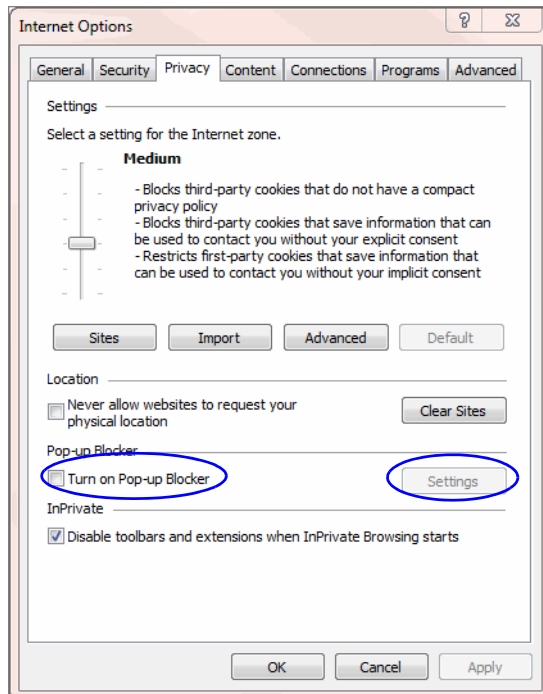 Internet Options
General Security Privacy Content Connections Programs Advanced
Settings
Select a setting for the Internet zone.
Medium
- Blocks third-party cookies that do not have a compact
privacy policy
- Blocks third-party cookies that save information that can
be used to contact you without your explicit consent
- Restricts first-party cookies that save information that
can be used to contact you without your implicit consent
Sites Import Advanced Default
Location
Never allow websites to request your
physical location
Clear Sites
Pop-up Blocker
Turn on Pop-up Blocker
Settings
InPrivate
Disable toolbars and extensions when InPrivate Browsing starts
OK Cancel Apply